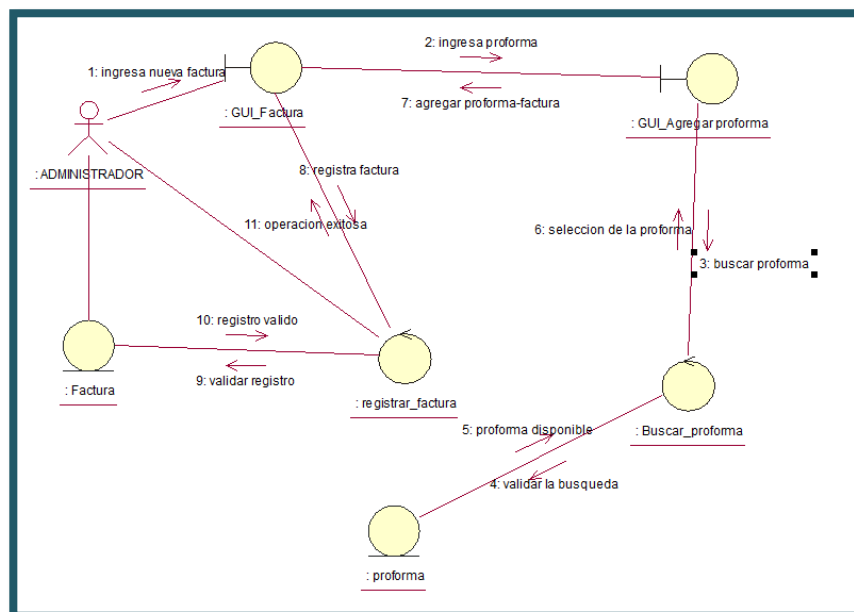 2: ingresa proforma
1: ingresa nueva factura
7: agregar proforma-factura
: GUI_Factura
: GUI_Agregar proforma
: ADMINISTRADOR
8: registra factura
11: operacion exitosa
6: seleccion de la proforma
3: buscar proforma
10: registro valido
9: validar registro
: Factura
: registrar_factura
5: proforma disponible
: Buscar_proforma
4: validar la busqueda
: proforma